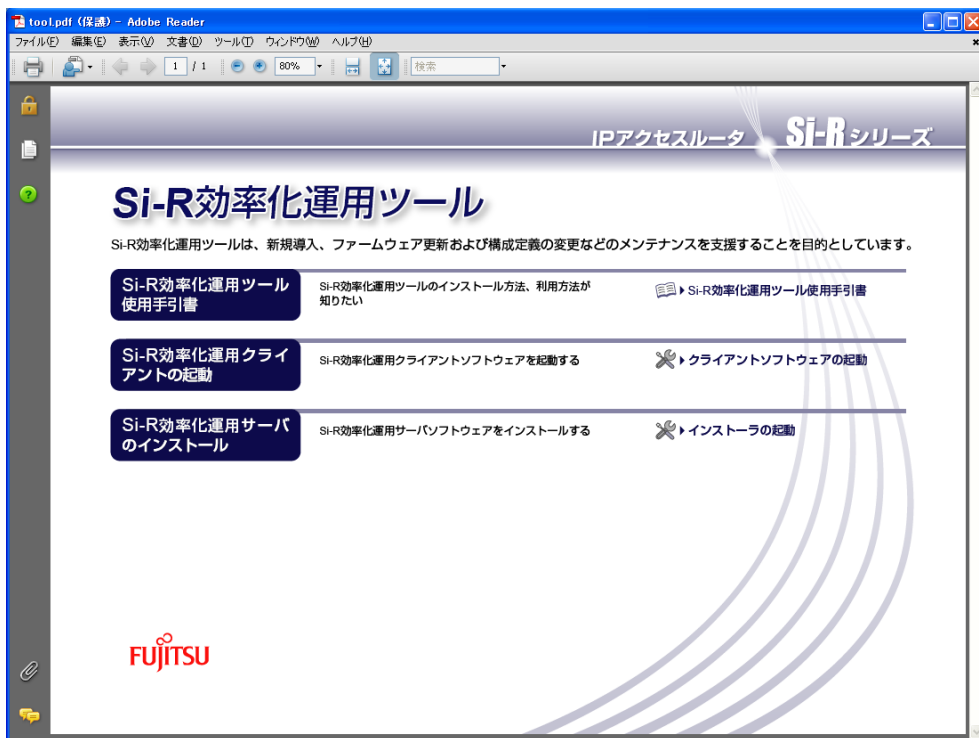 tool.pdf (保護) - Adobe Reader
ファイル(F) 編集(E) 表示(V) 文書(D) ツール(T) ウィンドウ(W) ヘルプ(H)
1 / 1 80% 検索
IPアクセスルータ Si-Rシリーズ
Si-R効率化運用ツール
Si-R効率化運用ツールは、新規導入、ファームウェア更新および構成定義の変更などのメンテナンスを支援することを目的としています。
Si-R効率化運用ツール
使用手引書
Si-R効率化運用ツールのインストール方法、利用方法が
知りたい
Si-R効率化運用ツール使用手引書
Si-R効率化運用クライ
アントの起動
Si-R効率化運用クライアントソフトウェアを起動する
クライアントソフトウェアの起動
Si-R効率化運用サーバ
のインストール
Si-R効率化運用サーバソフトウェアをインストールする
インストーラの起動
FUJITSU